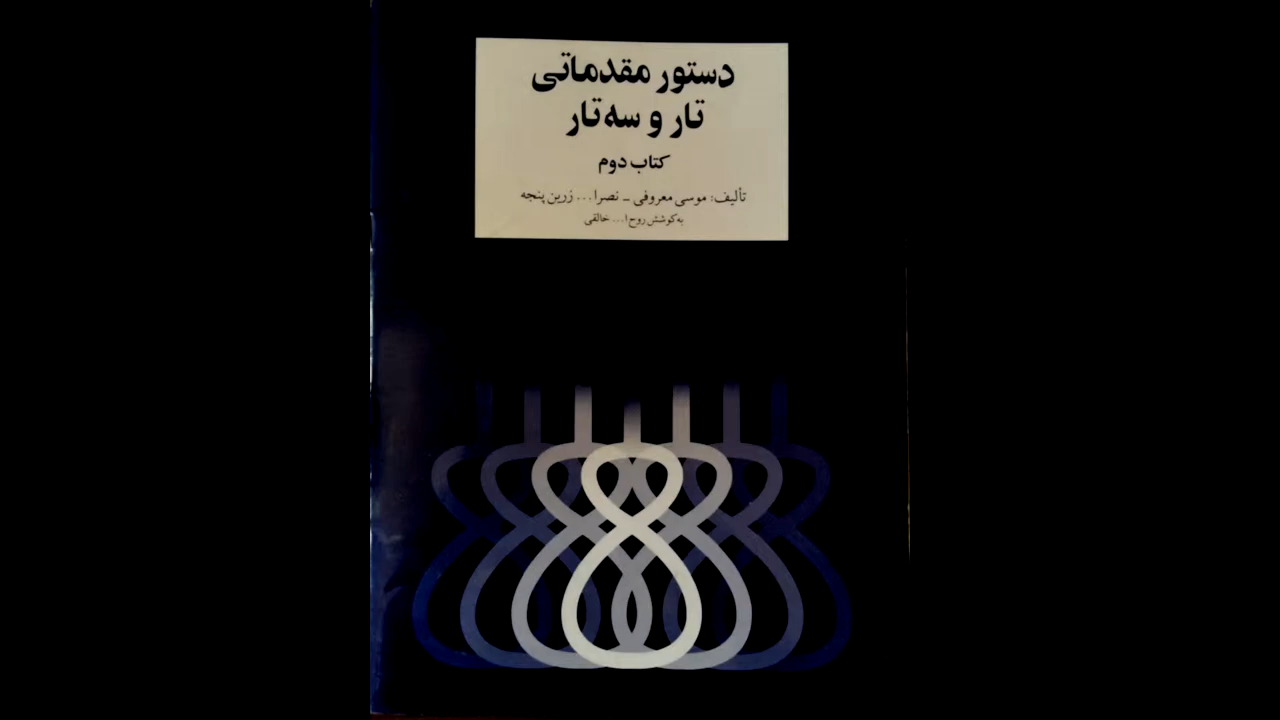 دستور مقدماتی
تار و سه‌تار
کتاب دوم
تألیف: موسی معروفی ـ نصرا... زرین پنجه
به‌کوشش روح ا... خالقی